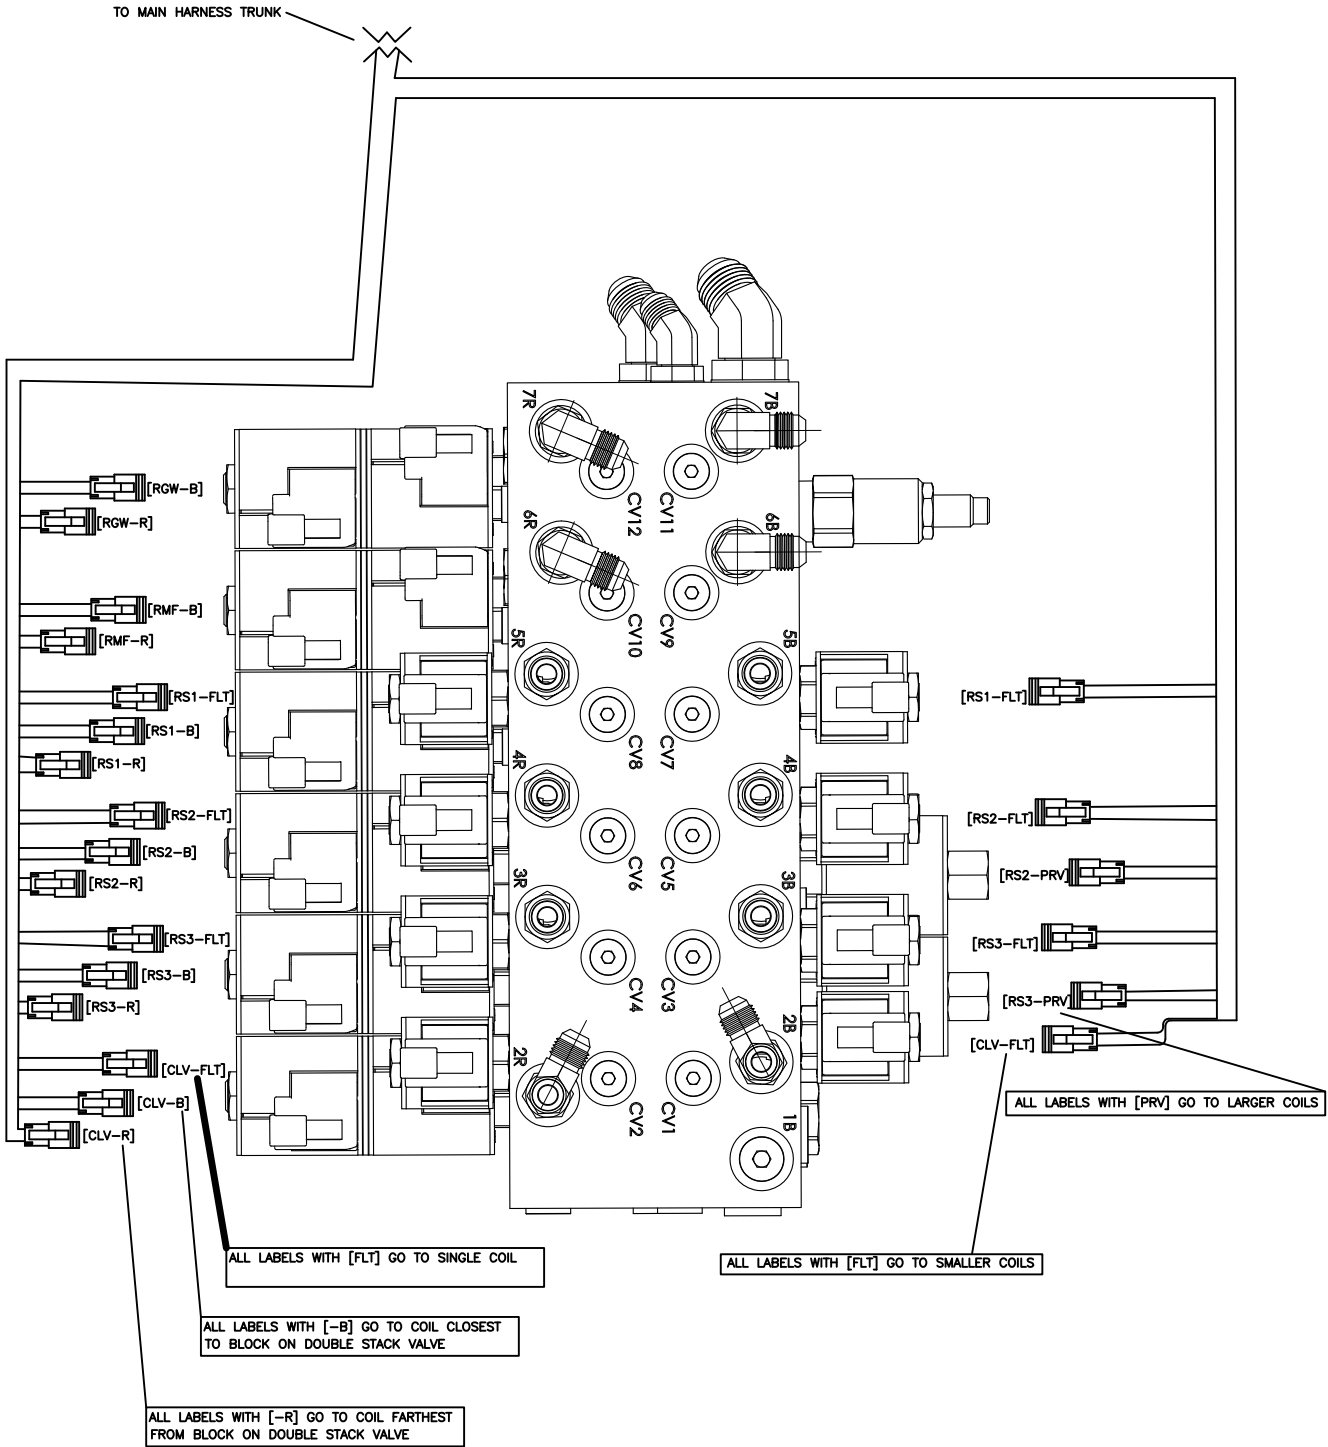 TO MAIN HARNESS TRUNK
7R
7B
CV12
CV11
6R
6B
CV10
CV9
5R
5B
CV8
CV7
4R
4B
CV6
CV5
3R
3B
CV4
CV3
2R
2B
CV2
CV1
1B
[RGW-B]
[RGW-R]
[RMF-B]
[RMF-R]
[RS1-FLT]
[RS1-B]
[RS1-R]
[RS2-FLT]
[RS2-B]
[RS2-R]
[RS3-FLT]
[RS3-B]
[RS3-R]
[CLV-FLT]
[CLV-B]
[CLV-R]
[RS1-FLT]
[RS2-FLT]
[RS2-PRV]
[RS3-FLT]
[RS3-PRV]
[CLV-FLT]
ALL LABELS WITH [PRV] GO TO LARGER COILS
ALL LABELS WITH [FLT] GO TO SINGLE COIL
ALL LABELS WITH [FLT] GO TO SMALLER COILS
ALL LABELS WITH [-B] GO TO COIL CLOSEST
TO BLOCK ON DOUBLE STACK VALVE
ALL LABELS WITH [-R] GO TO COIL FARTHEST
FROM BLOCK ON DOUBLE STACK VALVE